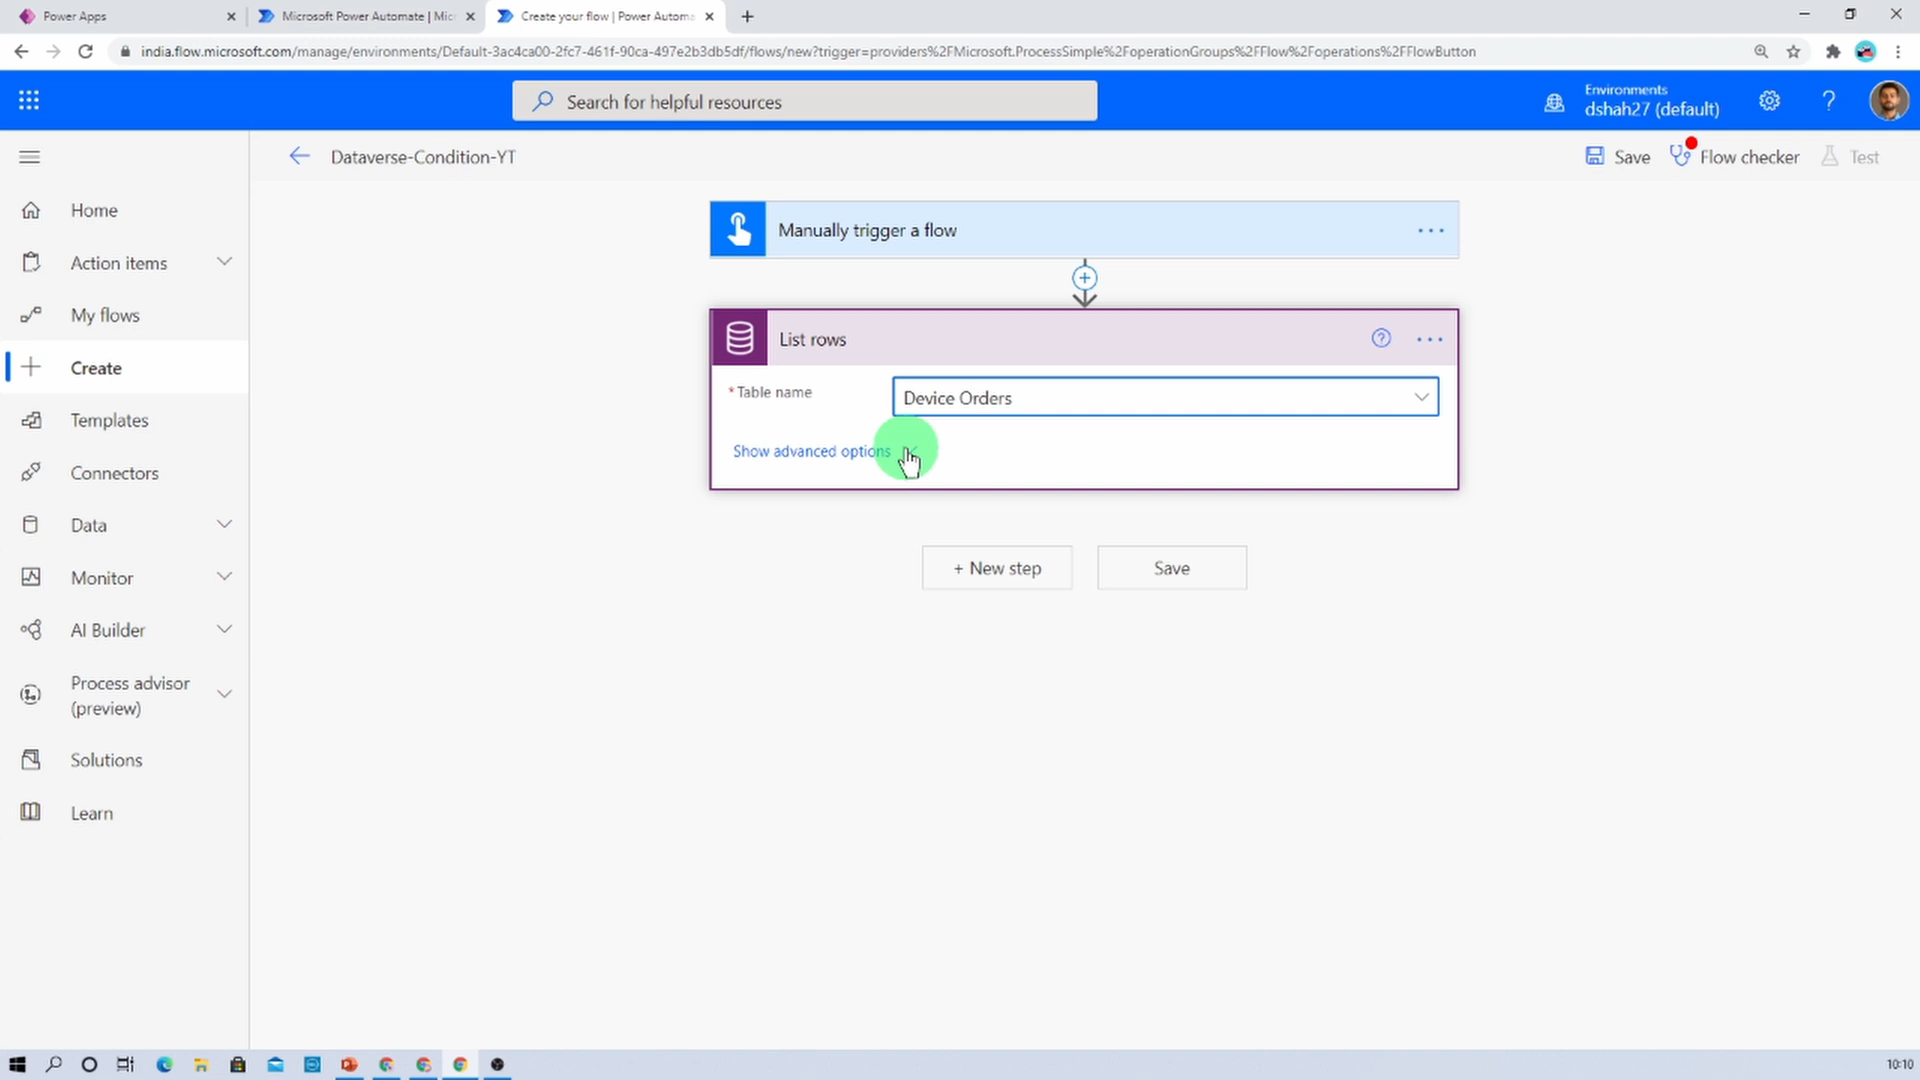 Power Apps
Microsoft Power Automate | Micr
Create your flow | Power Automa
india.flow.microsoft.com/manage/environments/Default-3ac4ca00-2fc7-461f-90ca-497e2b3db5df/flows/new?trigger=providers%2FMicrosoft.ProcessSimple%2FoperationGroups%2FFlow%2Foperations%2FFlowButton
Search for helpful resources
Environments
dshah27 (default)
Dataverse-Condition-YT
Save
Flow checker
Test
Home
Action items
My flows
Create
Templates
Connectors
Data
Monitor
AI Builder
Process advisor
(preview)
Solutions
Learn
Manually trigger a flow
List rows
* Table name
Device Orders
Show advanced options
+ New step
Save
10:10